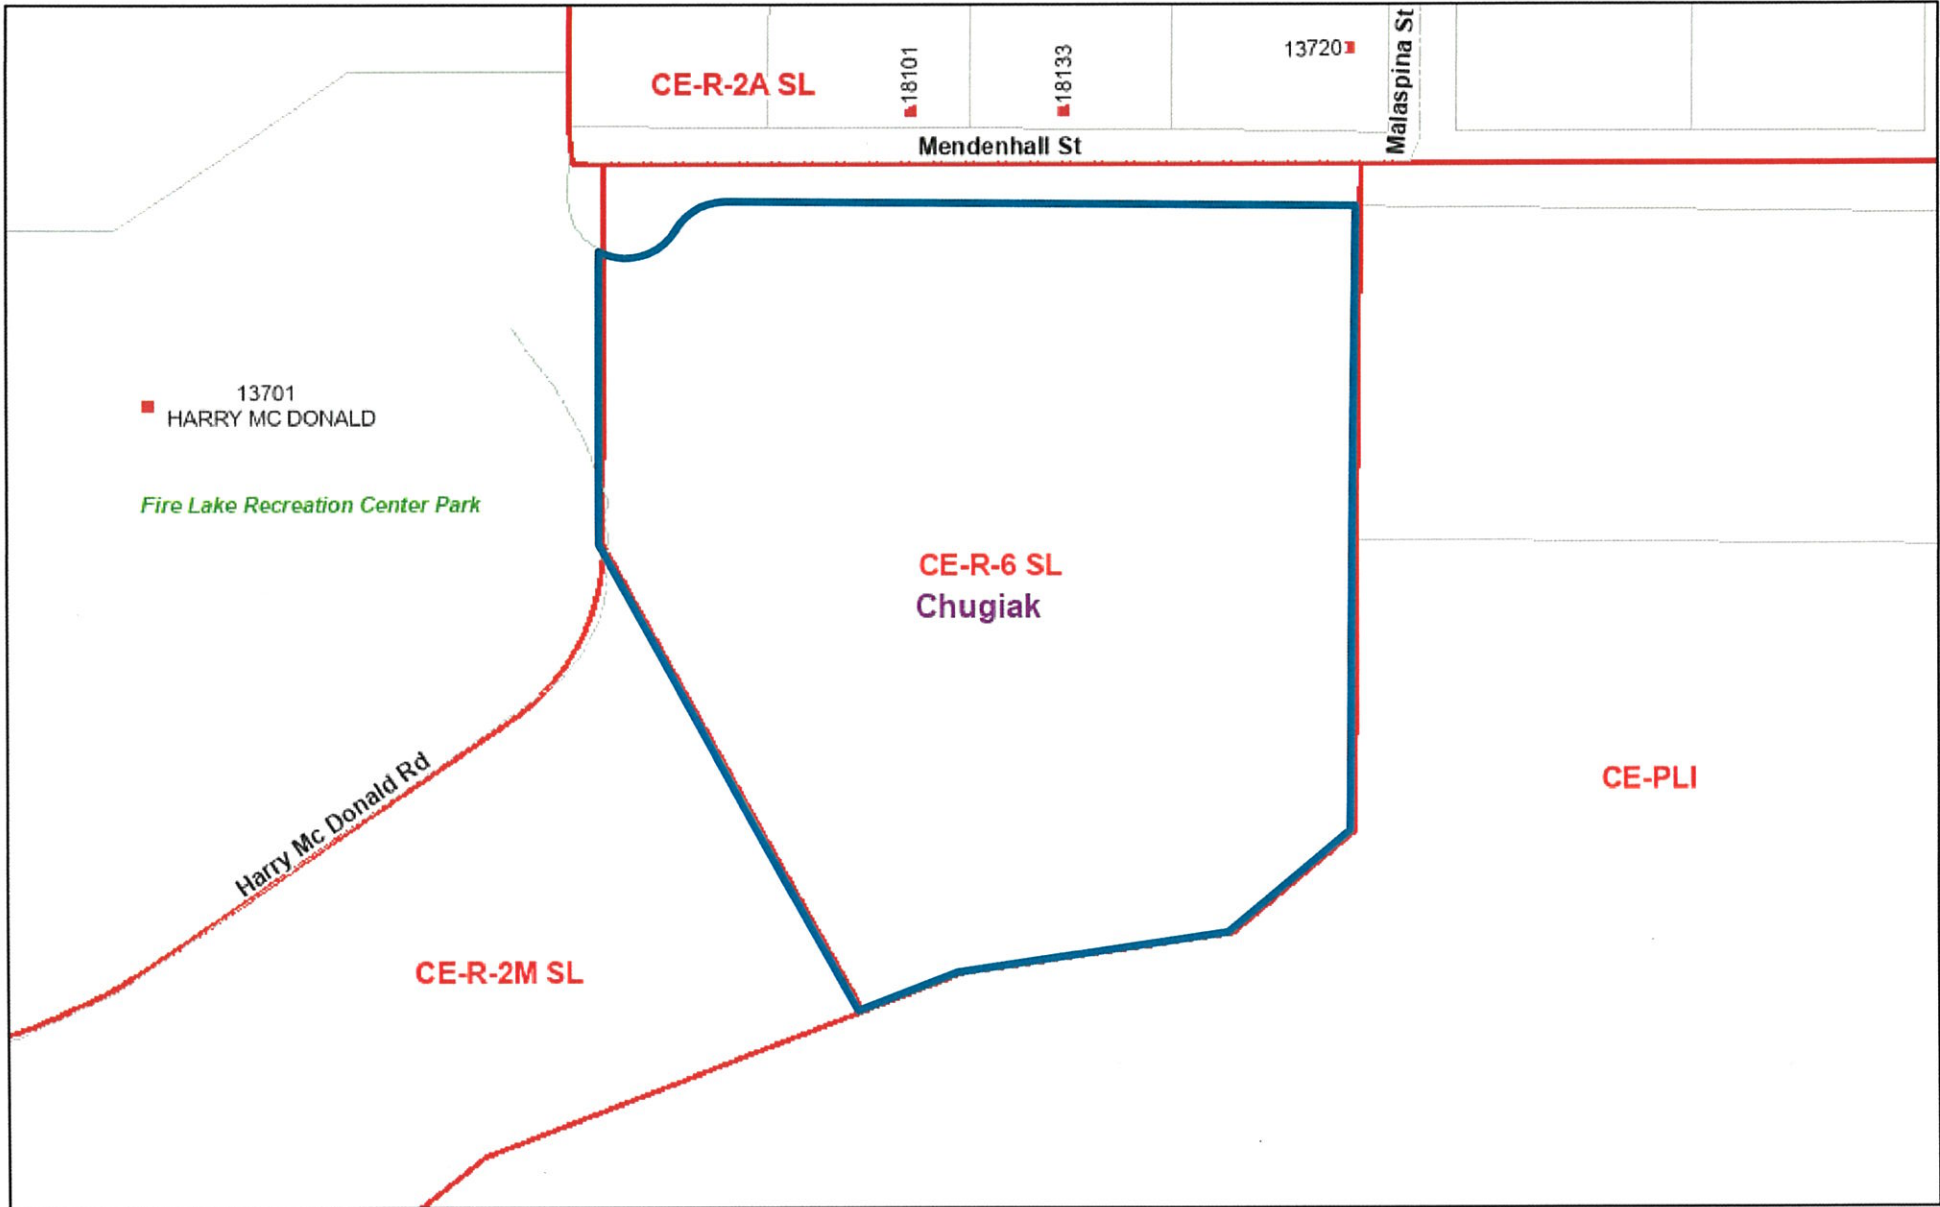 Malaspina St
13720
18101
18133
CE-R-2A SL
Mendenhall St
13701
HARRY MC DONALD
Fire Lake Recreation Center Park
CE-R-6 SL
Chugiak
CE-PLI
Harry Mc Donald Rd
CE-R-2M SL